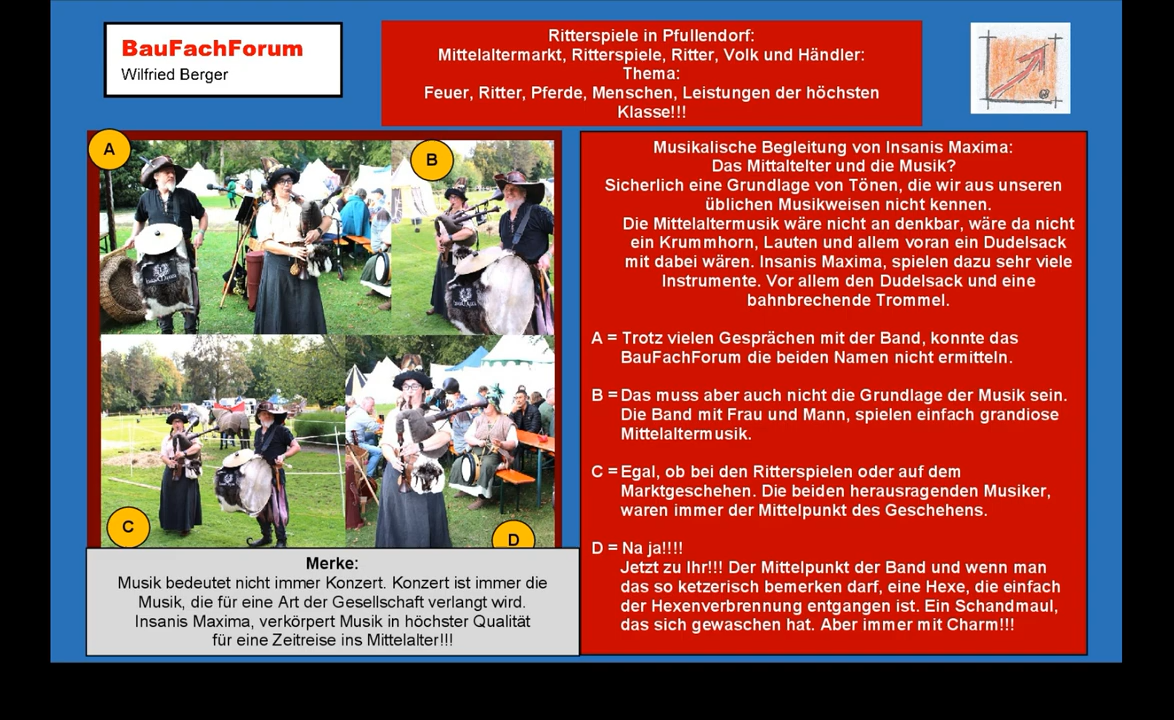 BauFachForum
Wilfried Berger
Ritterspiele in Pfullendorf:
Mittelaltermarkt, Ritterspiele, Ritter, Volk und Händler:
Thema:
Feuer, Ritter, Pferde, Menschen, Leistungen der höchsten
Klasse!!!
A
B
C
D
Merke:
Musik bedeutet nicht immer Konzert. Konzert ist immer die
Musik, die für eine Art der Gesellschaft verlangt wird.
Insanis Maxima, verkörpert Musik in höchster Qualität
für eine Zeitreise ins Mittelalter!!!
Musikalische Begleitung von Insanis Maxima:
Das Mittaltelter und die Musik?
Sicherlich eine Grundlage von Tönen, die wir aus unseren
üblichen Musikweisen nicht kennen.
Die Mittelaltermusik wäre nicht an denkbar, wäre da nicht
ein Krummhorn, Lauten und allem voran ein Dudelsack
mit dabei wären. Insanis Maxima, spielen dazu sehr viele
Instrumente. Vor allem den Dudelsack und eine
bahnbrechende Trommel.
A = Trotz vielen Gesprächen mit der Band, konnte das
BauFachForum die beiden Namen nicht ermitteln.
B = Das muss aber auch nicht die Grundlage der Musik sein.
Die Band mit Frau und Mann, spielen einfach grandiose
Mittelaltermusik.
C = Egal, ob bei den Ritterspielen oder auf dem
Marktgeschehen. Die beiden herausragenden Musiker,
waren immer der Mittelpunkt des Geschehens.
D = Na ja!!!!
Jetzt zu Ihr!!! Der Mittelpunkt der Band und wenn man
das so ketzerisch bemerken darf, eine Hexe, die einfach
der Hexenverbrennung entgangen ist. Ein Schandmaul,
das sich gewaschen hat. Aber immer mit Charm!!!